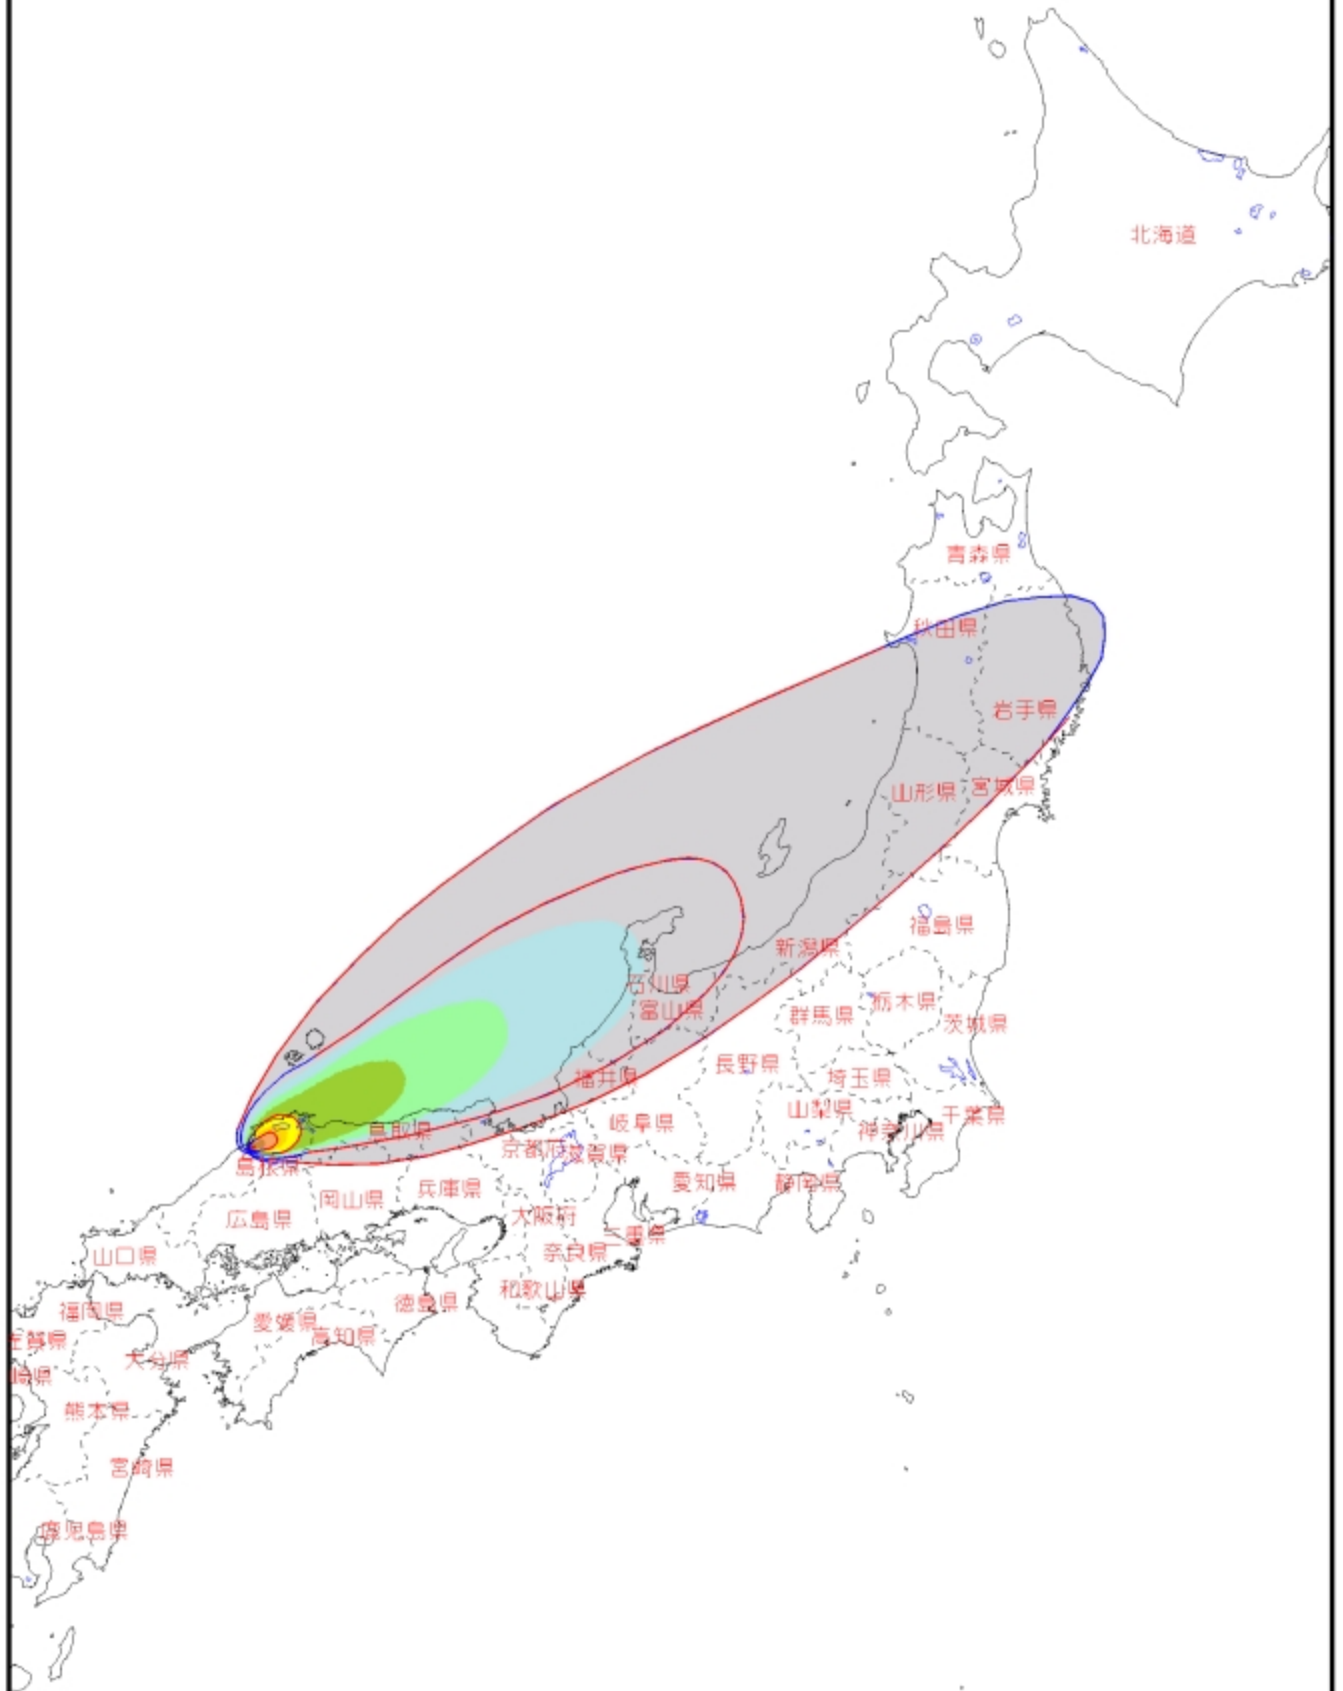 北海道
青森県
秋田県
岩手県
山形県
宮城県
福島県
新潟県
石川県
富山県
群馬県
栃木県
茨城県
長野県
埼玉県
福井県
山梨県
千葉県
岐阜県
神奈川県
鳥取県
京都府
滋賀県
島根県
愛知県
静岡県
兵庫県
岡山県
広島県
大阪府
三重県
奈良県
山口県
和歌山県
徳島県
福岡県
愛媛県
高知県
佐賀県
大分県
崎県
熊本県
宮崎県
鹿児島県